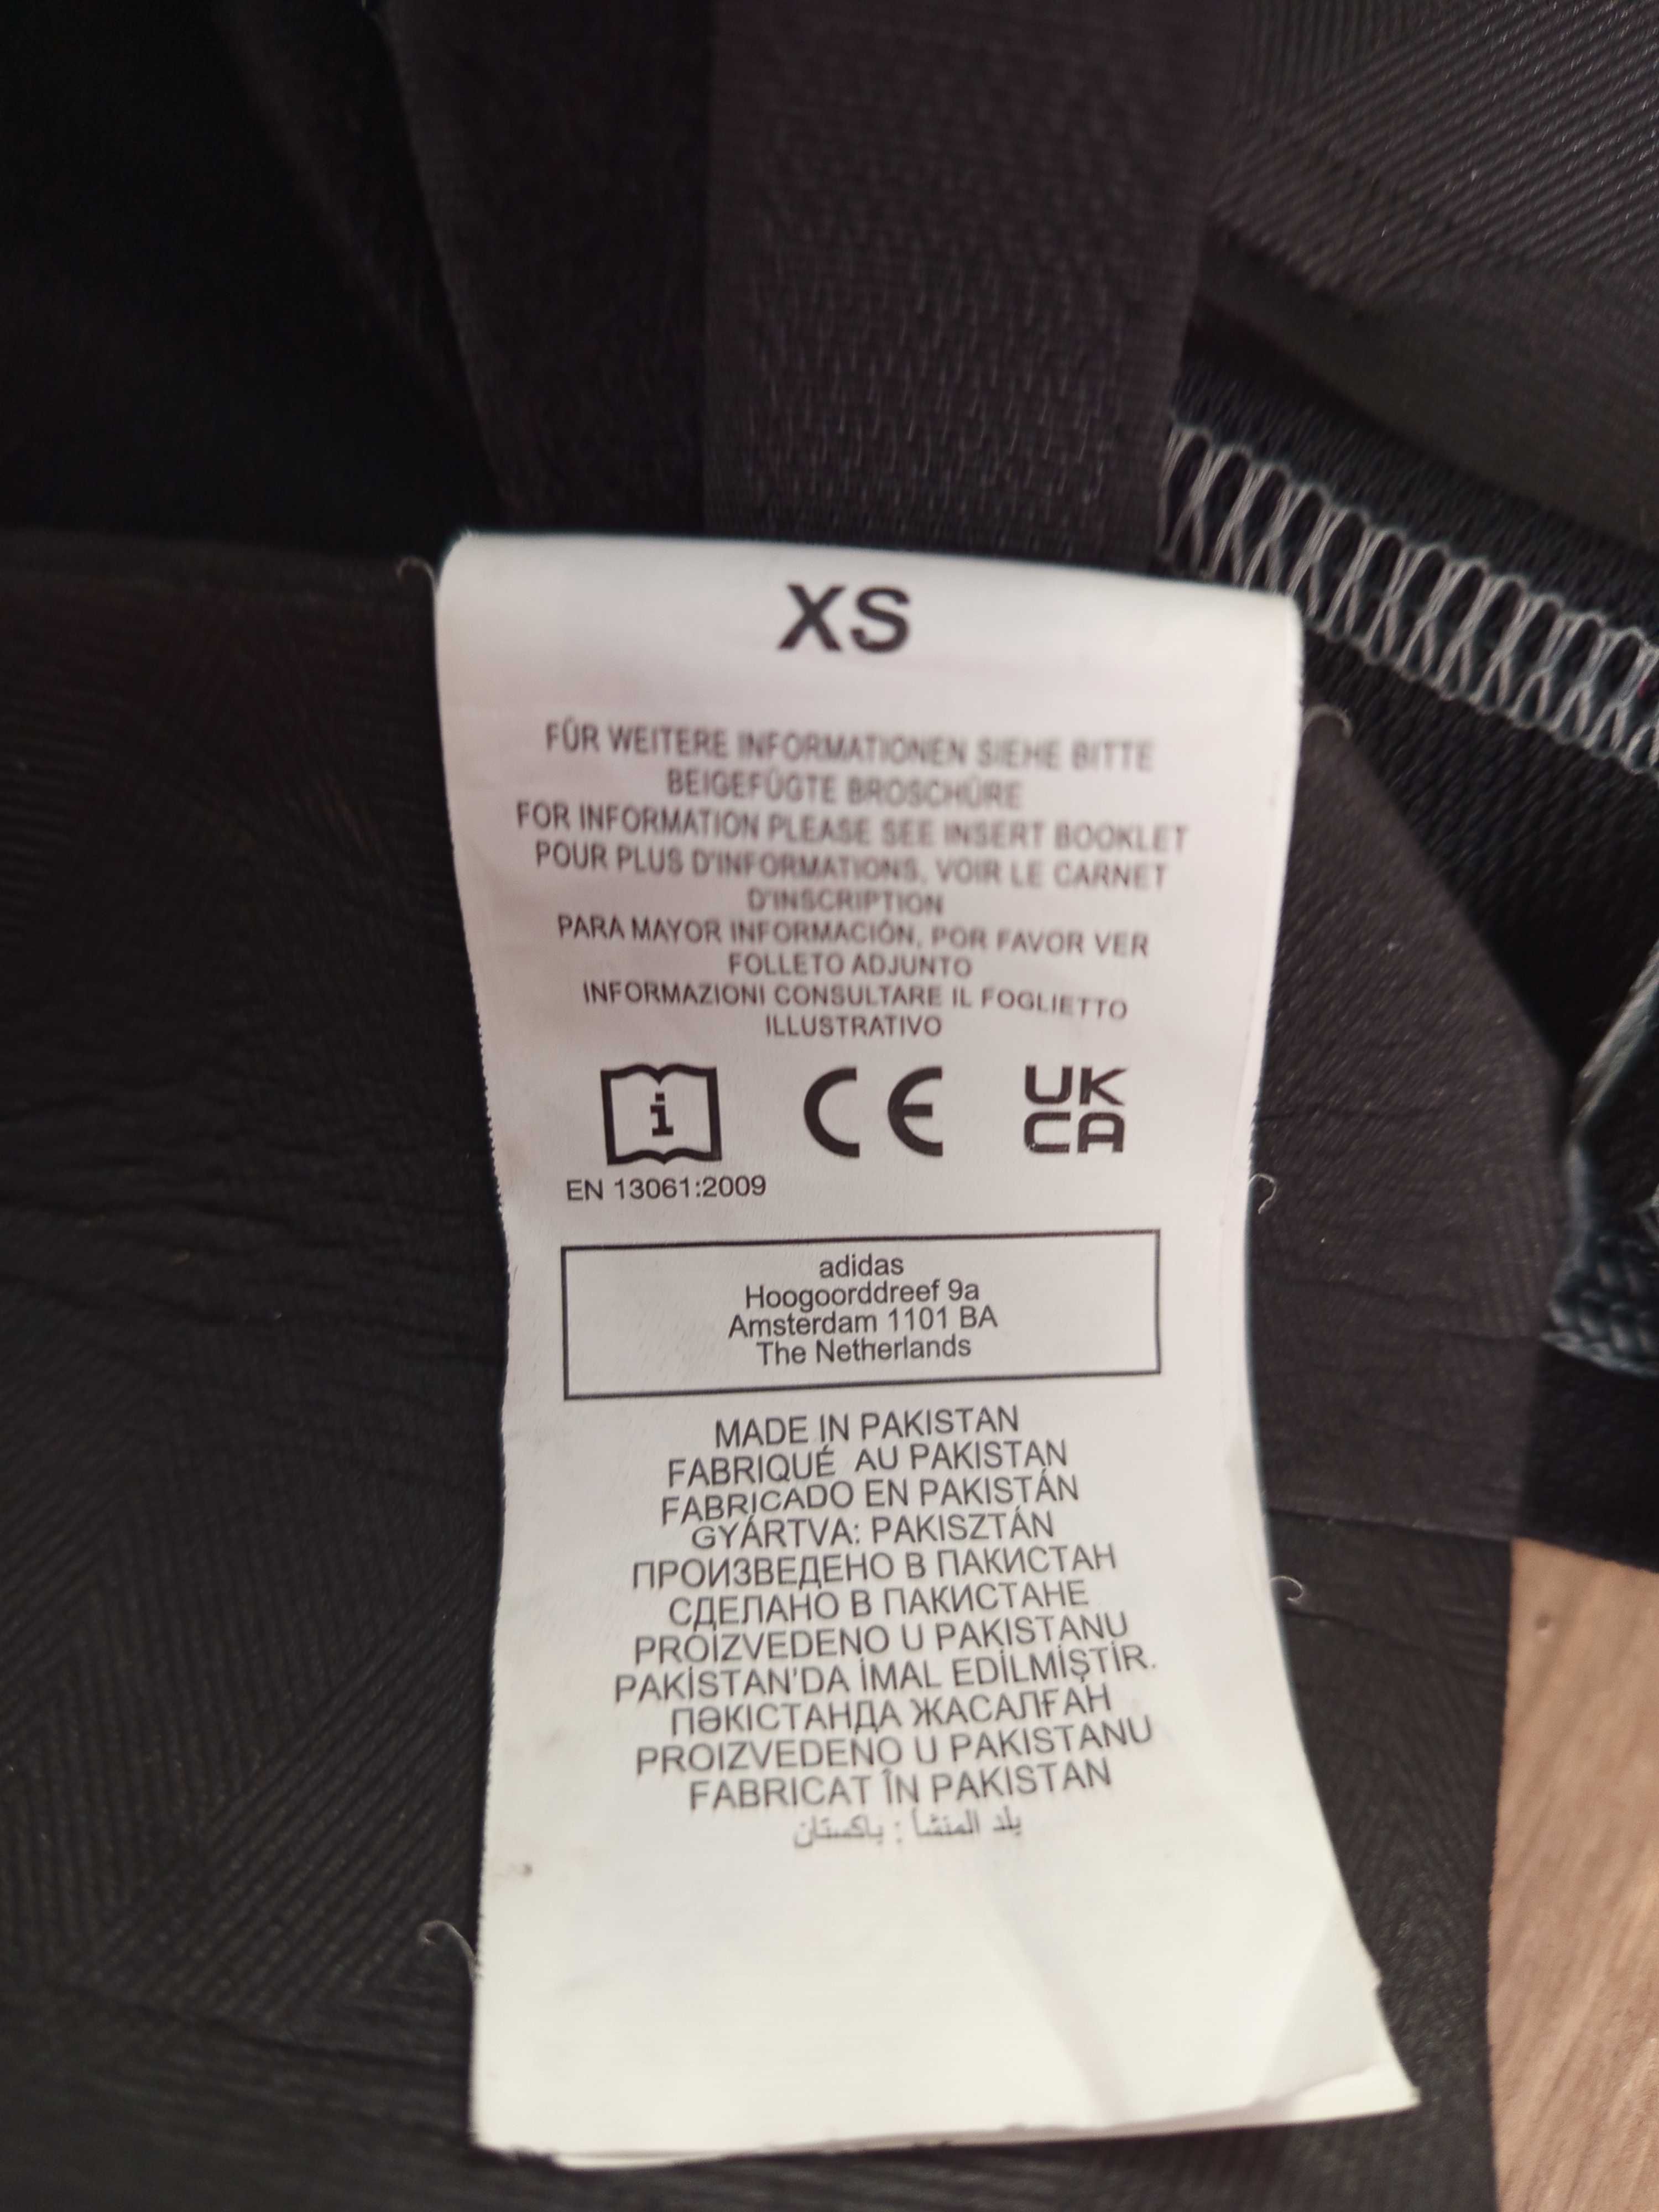 XS
FÜR WEITERE INFORMATIONEN SIEHE BITTE
BEIGEFÜGTE BROSCHÜRE
FOR INFORMATION PLEASE SEE INSERT BOOKLET
POUR PLUS D'INFORMATIONS, VOIR LE CARNET
D'INSCRIPTION
PARA MAYOR INFORMACIÓN, POR FAVOR VER
FOLLETO ADJUNTO
INFORMAZIONI CONSULTARE IL FOGLIETTO
ILLUSTRATIVO
i CE UK
CA
EN 13061:2009
adidas
Hoogoorddreef 9a
Amsterdam 1101 BA
The Netherlands
MADE IN PAKISTAN
FABRIQUÉ AU PAKISTAN
FABRICADO EN PAKISTÁN
GYÁRTVA: PAKISZTÁN
ПРОИЗВЕДЕНО В ПАКИСТАН
СДЕЛАНО В ПАКИСТАНЕ
PROIZVEDENO U PAKISTANU
PAKİSTAN'DA İMAL EDİLMİŞTİR.
ПӘКІСТАНДА ЖАСАЛҒАН
PROIZVEDENO U PAKISTANU
FABRICAT ÎN PAKISTAN
بلد المنشأ : باكستان